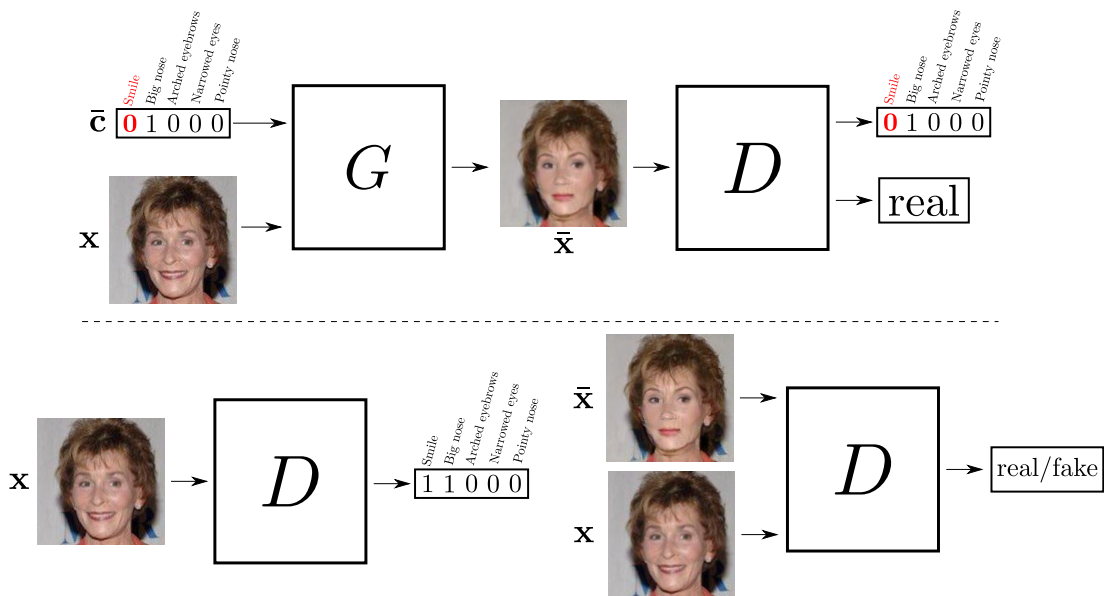 Smile
Big nose
Arched eyebrows
Narrowed eyes
Pointy nose
c̄
0 1 0 0 0
x
G
x̄
D
Smile
Big nose
Arched eyebrows
Narrowed eyes
Pointy nose
0 1 0 0 0
real
x
D
Smile
Big nose
Arched eyebrows
Narrowed eyes
Pointy nose
1 1 0 0 0
x̄
x
D
real/fake